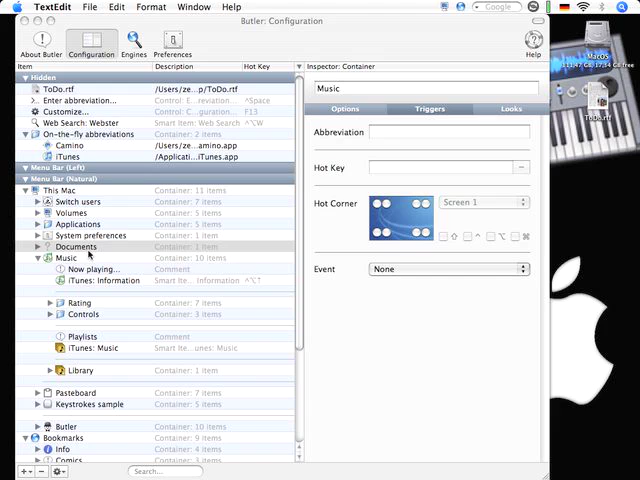 TextEdit File Edit Format Window Help
Google
Butler: Configuration
About Butler Configuration Engines Preferences Help
Item Description Hot Key
Inspector: Container
Hidden
ToDo.rtf /Users/ze...p/ToDo.rtf
Enter abbreviation... Control: E...reviation... ^Space
Customize... Control: C...guration... F13
Web Search: Webster Smart Item: Web Search ^⌥W
On-the-fly abbreviations Container: 2 items
Camino /Users/ze...amino.app
iTunes /Applicati...iTunes.app
Menu Bar (Left)
Menu Bar (Natural)
This Mac Container: 11 items
Switch users Container: 7 items
Volumes Container: 5 items
Applications Container: 5 items
System preferences Container: 1 item
Documents Container: 1 item
Music Container: 10 items
Now playing... Comment
iTunes: Information Smart Ite...formation ^⌥⇡
Rating Container: 7 items
Controls Container: 3 items
Playlists Comment
iTunes: Music Smart Ite...unes: Music
Library Container: 1 item
Pasteboard Container: 7 items
Keystrokes sample Container: 2 items
Butler Container: 10 items
Bookmarks Container: 9 items
Info Container: 4 items
Comics Container: 4 items
Search...
Music
Options Triggers Looks
Abbreviation
Hot Key
Hot Corner Screen 1
⇧ ^ ⌥ ⌘
Event None
MacOS
ToDo.rtf